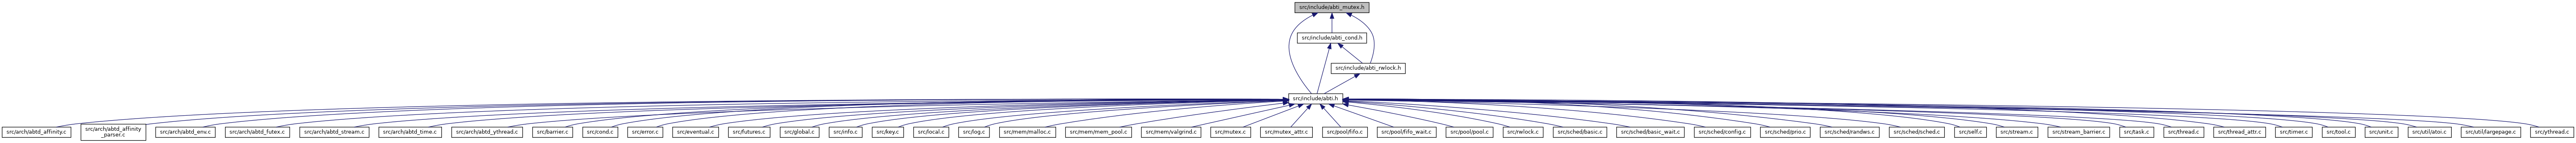 src/include/abti_mutex.h
src/include/abti_cond.h
src/include/abti_rwlock.h
src/include/abti.h
src/arch/abtd_affinity.c
src/arch/abtd_affinity
_parser.c
src/arch/abtd_env.c
src/arch/abtd_futex.c
src/arch/abtd_stream.c
src/arch/abtd_time.c
src/arch/abtd_ythread.c
src/barrier.c
src/cond.c
src/error.c
src/eventual.c
src/futures.c
src/global.c
src/info.c
src/key.c
src/local.c
src/log.c
src/mem/malloc.c
src/mem/mem_pool.c
src/mem/valgrind.c
src/mutex.c
src/mutex_attr.c
src/pool/fifo.c
src/pool/fifo_wait.c
src/pool/pool.c
src/rwlock.c
src/sched/basic.c
src/sched/basic_wait.c
src/sched/config.c
src/sched/prio.c
src/sched/randws.c
src/sched/sched.c
src/self.c
src/stream.c
src/stream_barrier.c
src/task.c
src/thread.c
src/thread_attr.c
src/timer.c
src/tool.c
src/unit.c
src/util/atoi.c
src/util/largepage.c
src/ythread.c